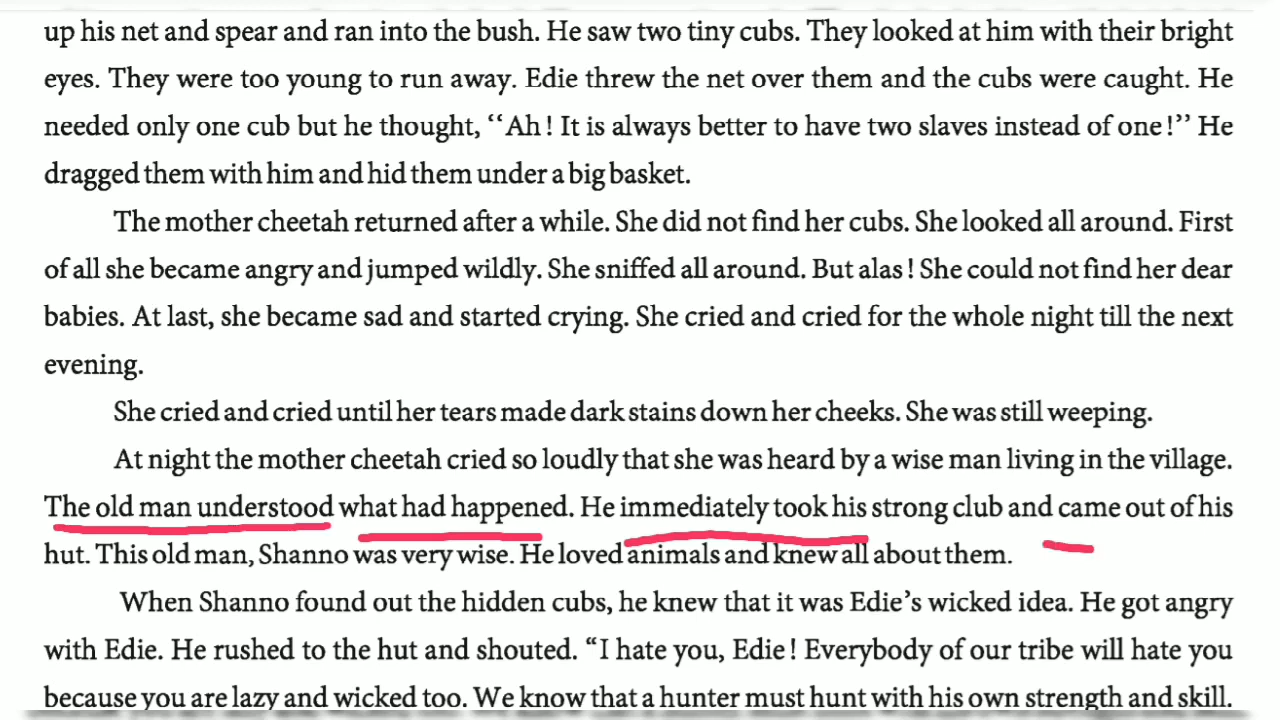 up his net and spear and ran into the bush. He saw two tiny cubs. They looked at him with their bright
eyes. They were too young to run away. Edie threw the net over them and the cubs were caught. He
needed only one cub but he thought, ‘‘Ah! It is always better to have two slaves instead of one!’’ He
dragged them with him and hid them under a big basket.
The mother cheetah returned after a while. She did not find her cubs. She looked all around. First
of all she became angry and jumped wildly. She sniffed all around. But alas! She could not find her dear
babies. At last, she became sad and started crying. She cried and cried for the whole night till the next
evening.
She cried and cried until her tears made dark stains down her cheeks. She was still weeping.
At night the mother cheetah cried so loudly that she was heard by a wise man living in the village.
The old man understood what had happened. He immediately took his strong club and came out of his
hut. This old man, Shanno was very wise. He loved animals and knew all about them.
When Shanno found out the hidden cubs, he knew that it was Edie’s wicked idea. He got angry
with Edie. He rushed to the hut and shouted. “I hate you, Edie! Everybody of our tribe will hate you
because you are lazy and wicked too. We know that a hunter must hunt with his own strength and skill.